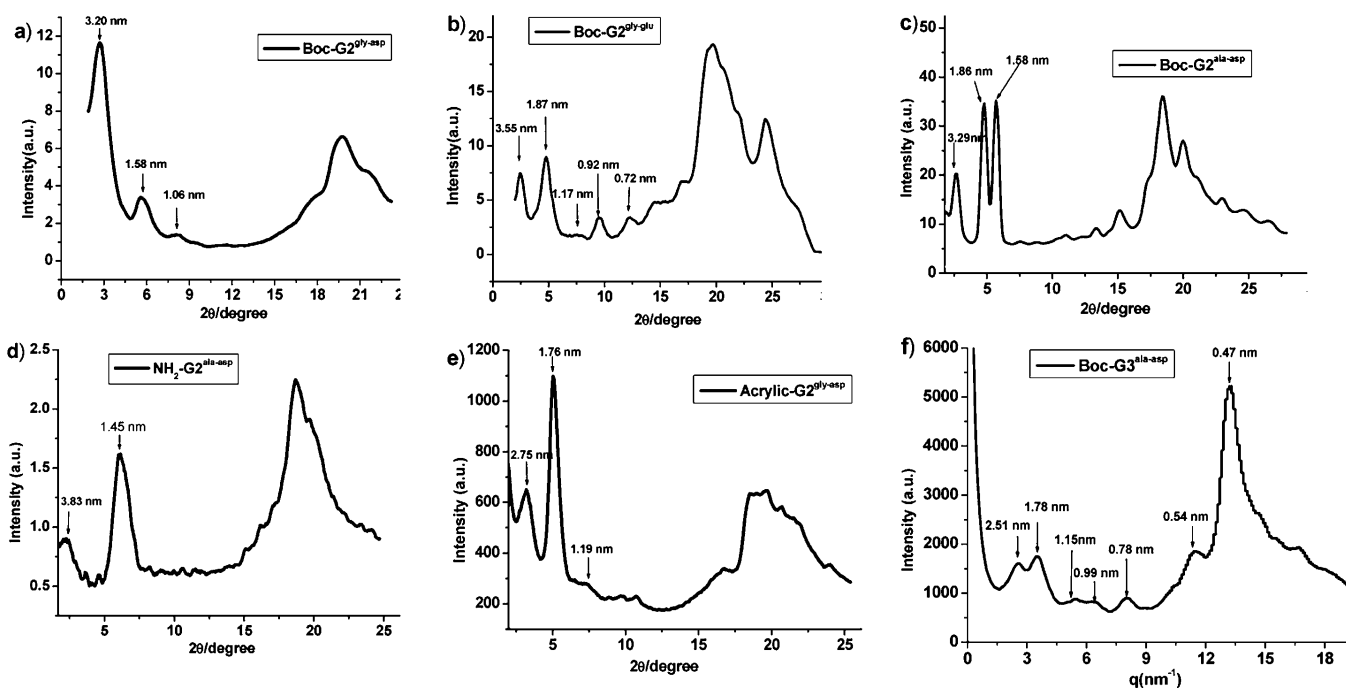 a)
3.20 nm
Boc-G2gly-asp
1.58 nm
1.06 nm
Intensity(a.u.)
12
10
8
6
4
2
0
0 3 6 9 12 15 18 21 2
2θ/degree
b)
Boc-G2gly-glu
3.55 nm
1.87 nm
1.17 nm
0.92 nm
0.72 nm
Intensity (a.u.)
20
15
10
5
0
0 5 10 15 20 25
2θ/degree
c)
Boc-G2ala-asp
1.86 nm
1.58 nm
3.29nm
Intensity (a.u.)
50
40
30
20
10
0
5 10 15 20 25
2θ/degree
d)
NH2-G2ala-asp
1.45 nm
3.83 nm
Intensity (a.u.)
2.5
2.0
1.5
1.0
0.5
5 10 15 20 25
2θ/degree
e)
1.76 nm
Acrylic-G2gly-asp
2.75 nm
1.19 nm
Intensity (a.u.)
1200
1000
800
600
400
200
5 10 15 20 25
2θ/degree
f)
Boc-G3ala-asp
0.47 nm
2.51 nm
1.78 nm
1.15nm
0.99 nm
0.78 nm
0.54 nm
Intensity (a.u.)
6000
5000
4000
3000
2000
1000
0
0 3 6 9 12 15 18
q(nm-1)